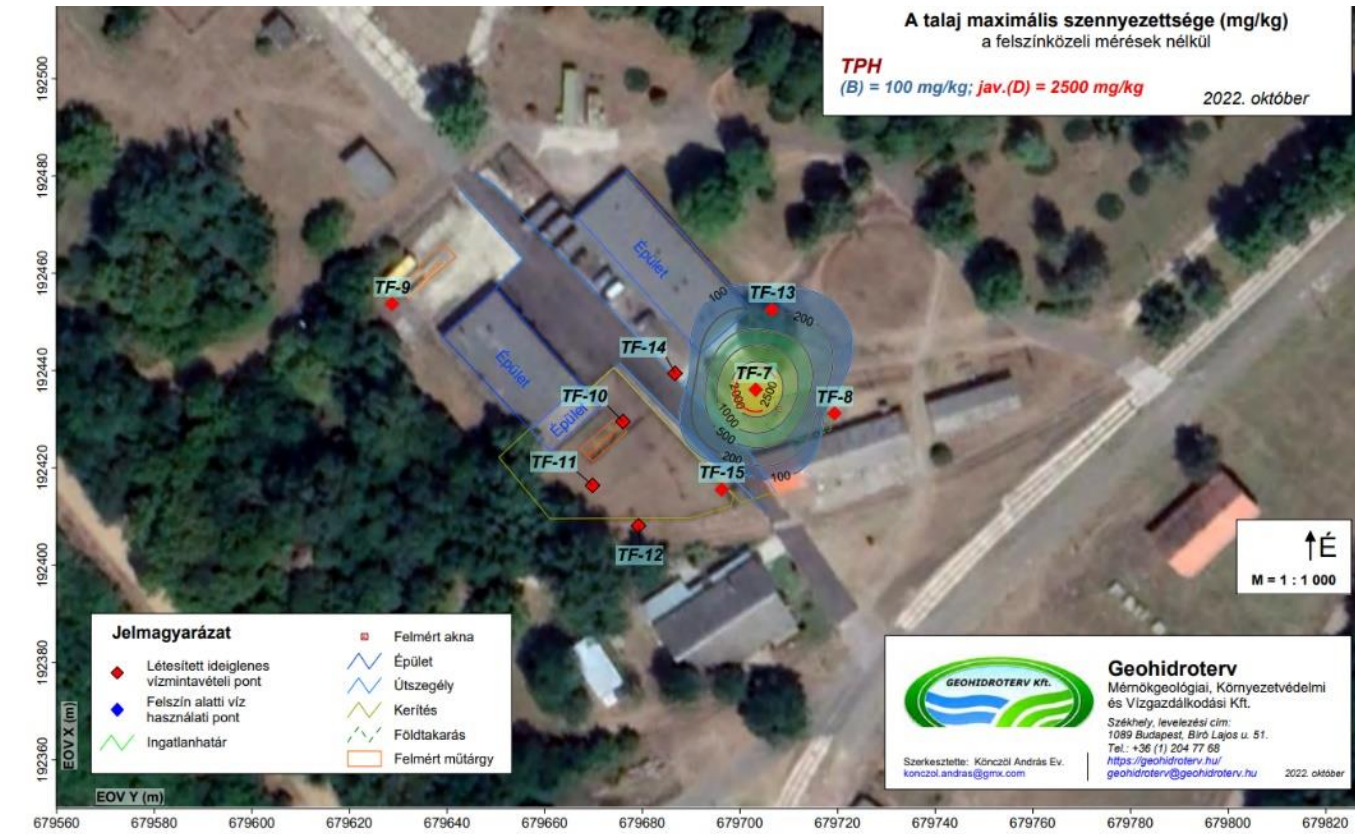 A talaj maximális szennyezettsége (mg/kg)
a felszínközeli mérések nélkül
TPH
(B) = 100 mg/kg; jav.(D) = 2500 mg/kg
2022. október
192500
192480
192460
192440
192420
192400
192380
192360
EOV X (m)
Épület
Épület
Épület
TF-9
TF-13
TF-14
TF-7
TF-10
TF-8
TF-11
TF-15
TF-12
100
200
2000
2500
1000
500
200
100
É
M = 1 : 1 000
Jelmagyarázat
Létesített ideiglenes
vízmintavételi pont
Felszín alatti víz
használati pont
Ingatlanhatár
Felmért akna
Épület
Útszegély
Kerítés
Földtakarás
Felmért műtárgy
GEOHIDROTERV Kft.
Geohidroterv
Mérnökgeológiai, Környezetvédelmi
és Vízgazdálkodási Kft.
Székhely, levelezési cím:
1089 Budapest, Bíró Lajos u. 51.
Tel.: +36 (1) 204 77 68
https://geohidroterv.hu/
geohidroterv@geohidroterv.hu
2022. október
Szerkesztette: Könczöl András Ev.
konczol.andras@gmx.com
EOV Y (m)
679560 679580 679600 679620 679640 679660 679680 679700 679720 679740 679760 679780 679800 679820